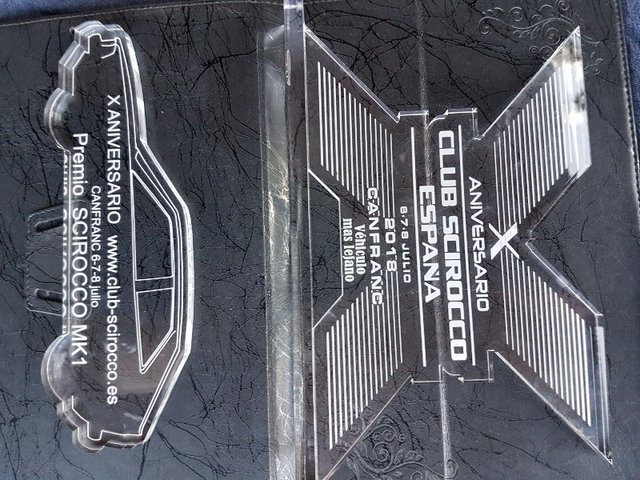 X ANIVERSARIO www.club-scirocco.es
CANFRANC 6-7-8 julio
Premio SCIROCCO MK1
X
ANIVERSARIO
CLUB SCIROCCO
ESPAÑA
6-7-8 JULIO
2018
CANFRANC
Vehículo
mas lejano